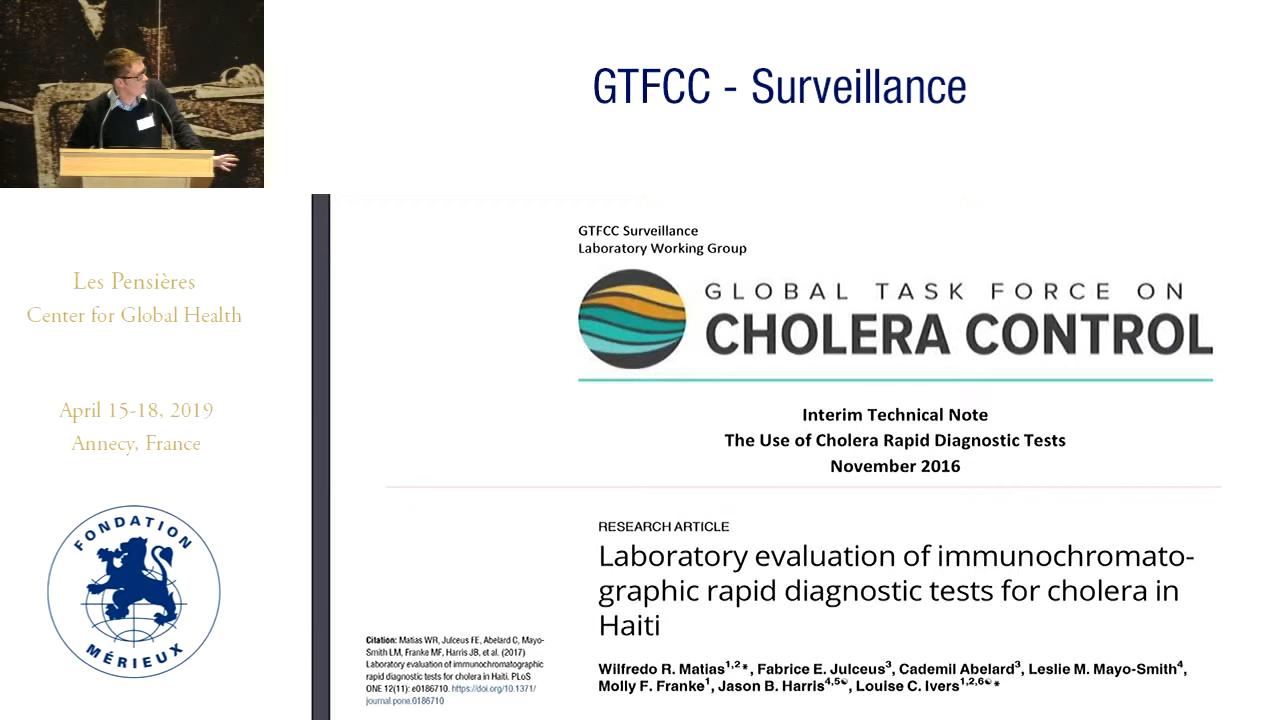 GTFCC - Surveillance
Les Pensières
Center for Global Health
April 15-18, 2019
Annecy, France
FONDATION
MÉRIEUX
GTFCC Surveillance
Laboratory Working Group
GLOBAL TASK FORCE ON
CHOLERA CONTROL
Interim Technical Note
The Use of Cholera Rapid Diagnostic Tests
November 2016
RESEARCH ARTICLE
Laboratory evaluation of immunochromato-
graphic rapid diagnostic tests for cholera in
Haiti
Wilfredo R. Matias1,2*, Fabrice E. Julceus3, Cademil Abelard3, Leslie M. Mayo-Smith4,
Molly F. Franke1, Jason B. Harris4,5☯, Louise C. Ivers1,2,6☯*
Citation: Matias WR, Julceus FE, Abelard C, Mayo-
Smith LM, Franke MF, Harris JB, et al. (2017)
Laboratory evaluation of immunochromatographic
rapid diagnostic tests for cholera in Haiti. PLoS
ONE 12(11): e0186710. https://doi.org/10.1371/
journal.pone.0186710